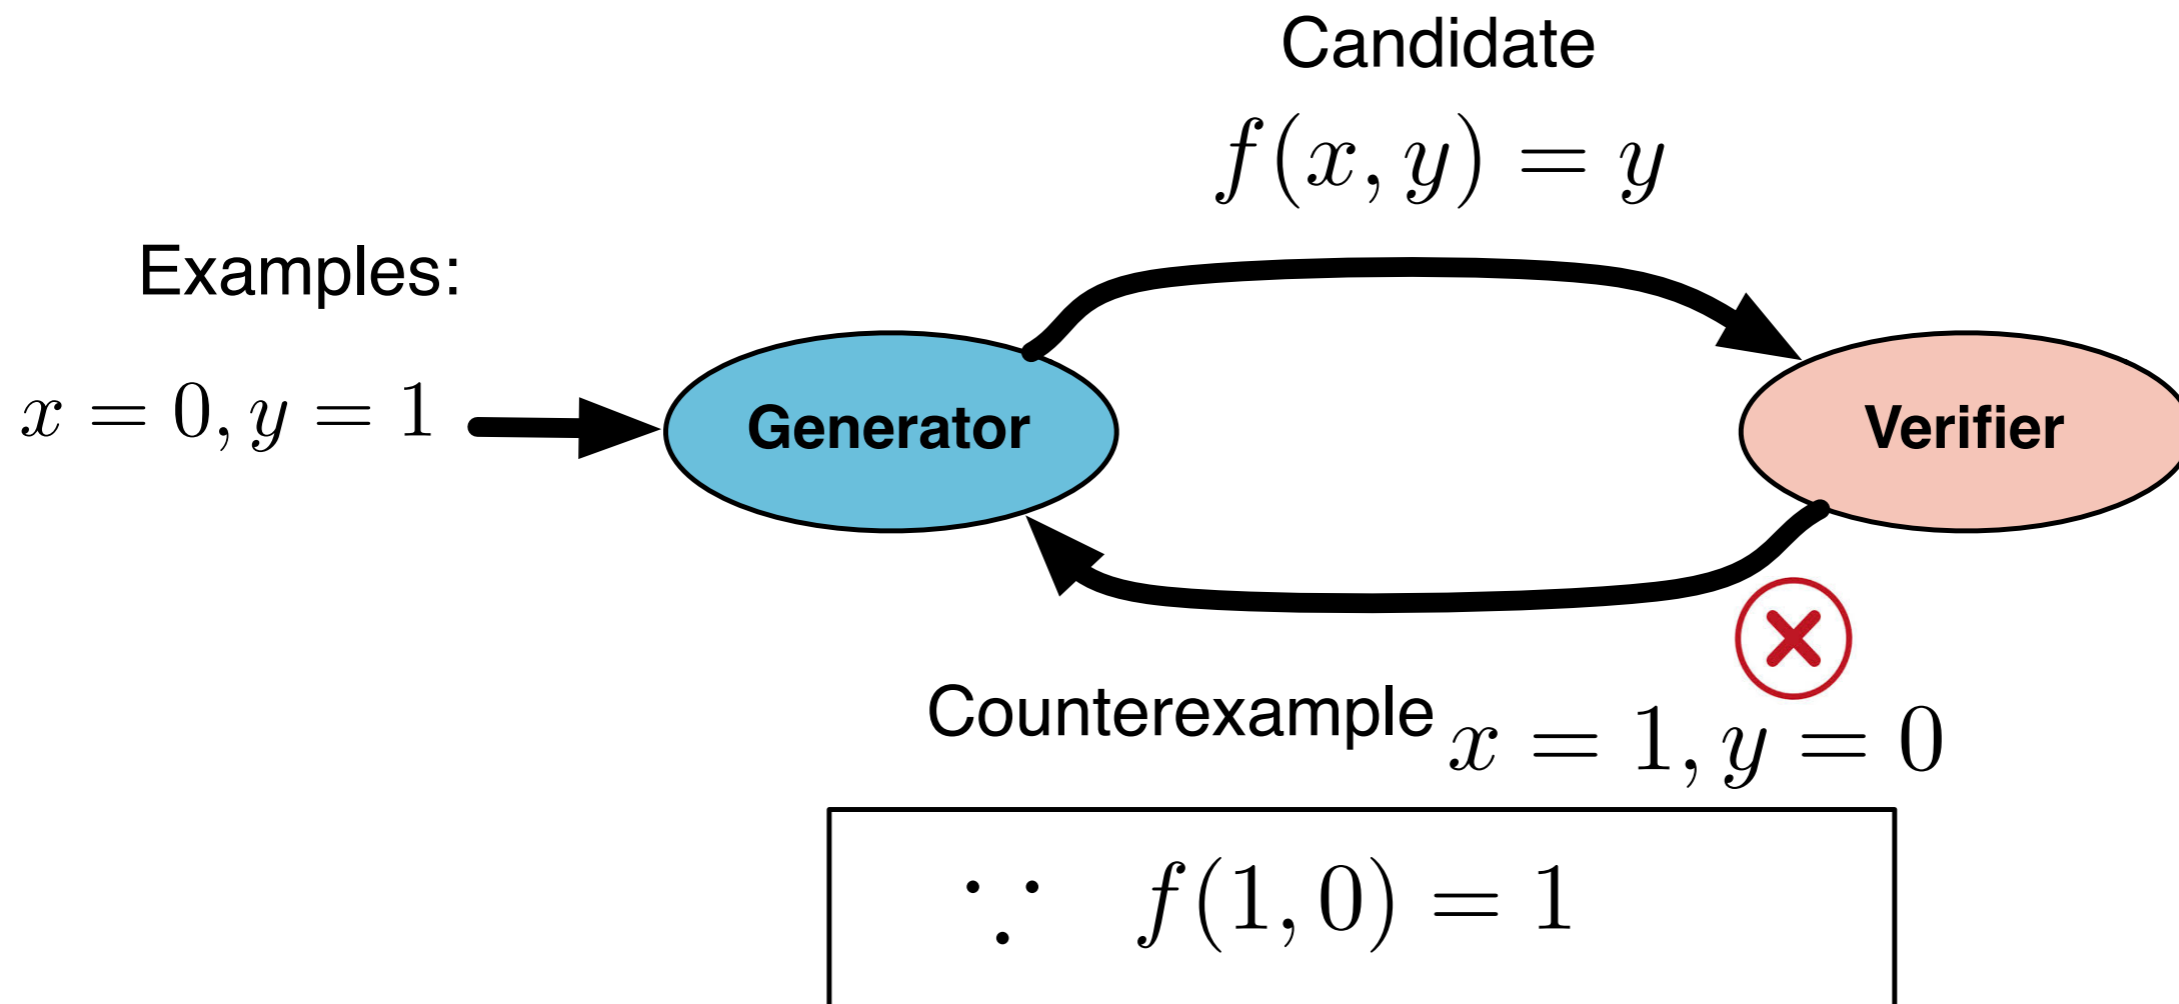 Candidate
f(x, y) = y
Examples:
x = 0, y = 1
Generator
Verifier
Counterexample x = 1, y = 0
∵ f(1, 0) = 1